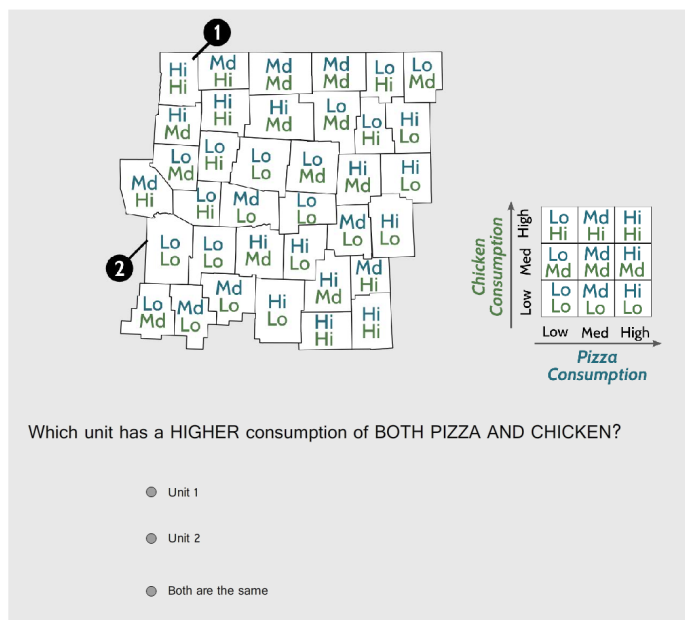 1
Hi Md Md Md Lo Lo
Hi Hi Md Md Hi Md
Hi Hi Hi Lo Lo Hi
Md Hi Md Md Hi Lo
Lo Lo Lo Lo Hi Hi
Md Hi Lo Md Md Lo
Md Lo Md Lo Md Hi
Hi Hi Lo Lo Lo Lo
2
Lo Lo Hi Hi
Lo Lo Md Lo
Md Hi Md
Lo Md Hi
Lo Md Hi Hi Hi
Md Lo Lo Hi Hi
Chicken
Consumption
Low Med High
Lo Md Hi
Hi Hi Hi
Lo Md Hi
Md Md Md
Lo Md Hi
Lo Lo Lo
Low Med High
Pizza
Consumption
Which unit has a HIGHER consumption of BOTH PIZZA AND CHICKEN?
Unit 1
Unit 2
Both are the same